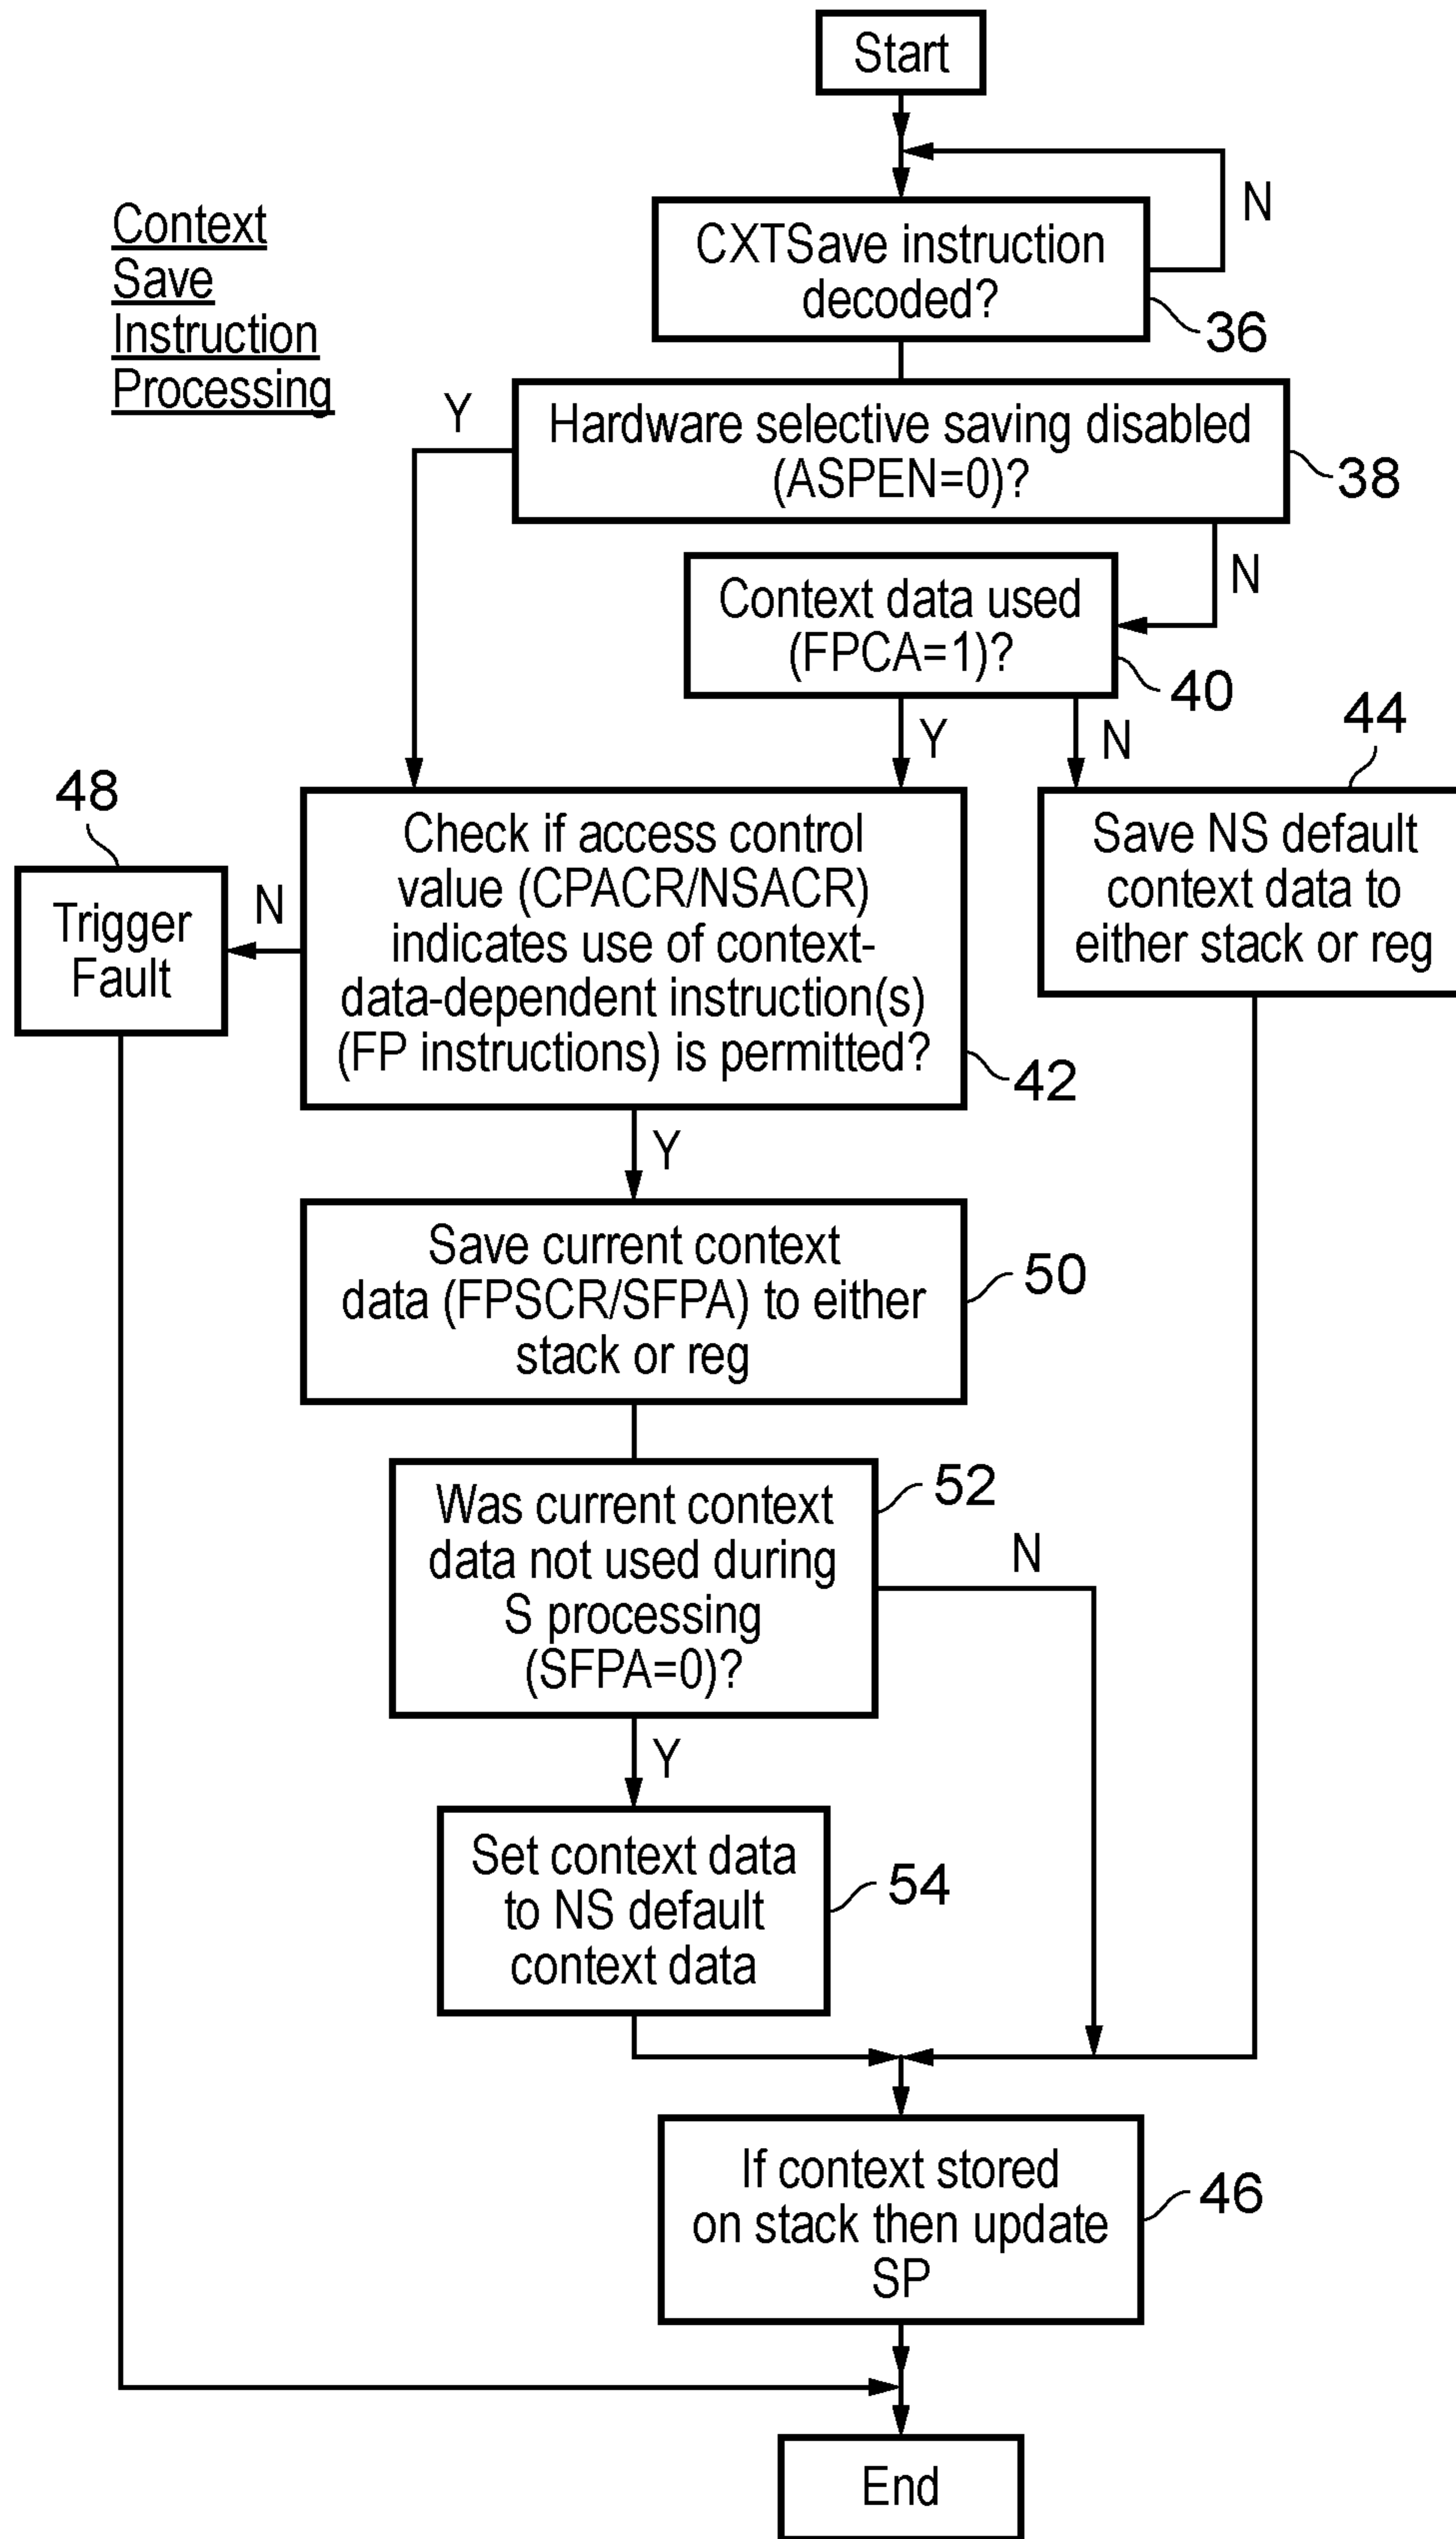 Start
Context
Save
Instruction
Processing
N
CXTSave instruction
decoded?
36
Y
Hardware selective saving disabled
(ASPEN=0)?
38
N
Context data used
(FPCA=1)?
40
Y
N
44
48
Check if access control
value (CPACR/NSACR)
indicates use of context-
data-dependent instruction(s)
(FP instructions) is permitted?
42
Save NS default
context data to
either stack or reg
N
Trigger
Fault
Y
Save current context
data (FPSCR/SFPA) to either
stack or reg
50
Was current context
data not used during
S processing
(SFPA=0)?
52
N
Y
Set context data
to NS default
context data
54
If context stored
on stack then update
SP
46
End